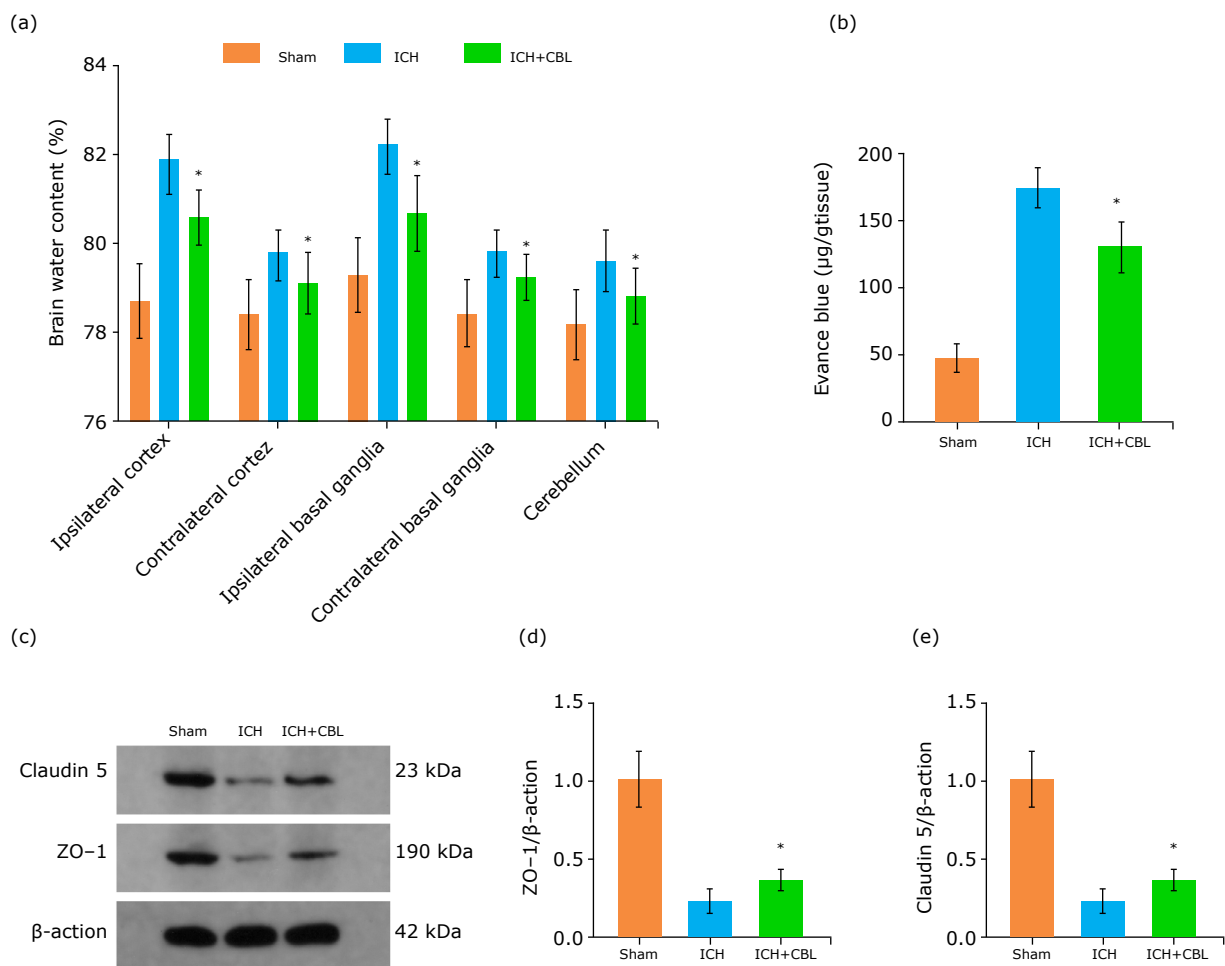 (a)
Sham ICH ICH+CBL
Brain water content (%)
84
82
80
78
76
Ipsilateral cortex
Contralateral cortez
Ipsilateral basal ganglia
Contralateral basal ganglia
Cerebellum
* * * * *
(b)
Evance blue (µg/gtissue)
200
150
100
50
0
*
Sham ICH ICH+CBL
(c)
Sham ICH ICH+CBL
Claudin 5 23 kDa
ZO–1 190 kDa
β-action 42 kDa
(d)
ZO–1/β-action
1.5
1.0
0.5
0.0
*
Sham ICH ICH+CBL
(e)
Claudin 5/β-action
1.5
1.0
0.5
0.0
*
Sham ICH ICH+CBL